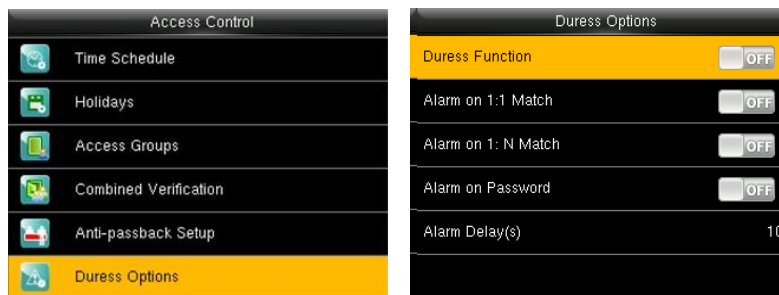 Access Control
Time Schedule
Holidays
Access Groups
Combined Verification
Anti-passback Setup
Duress Options
Duress Options
Duress Function OFF
Alarm on 1:1 Match OFF
Alarm on 1: N Match OFF
Alarm on Password OFF
Alarm Delay(s) 10